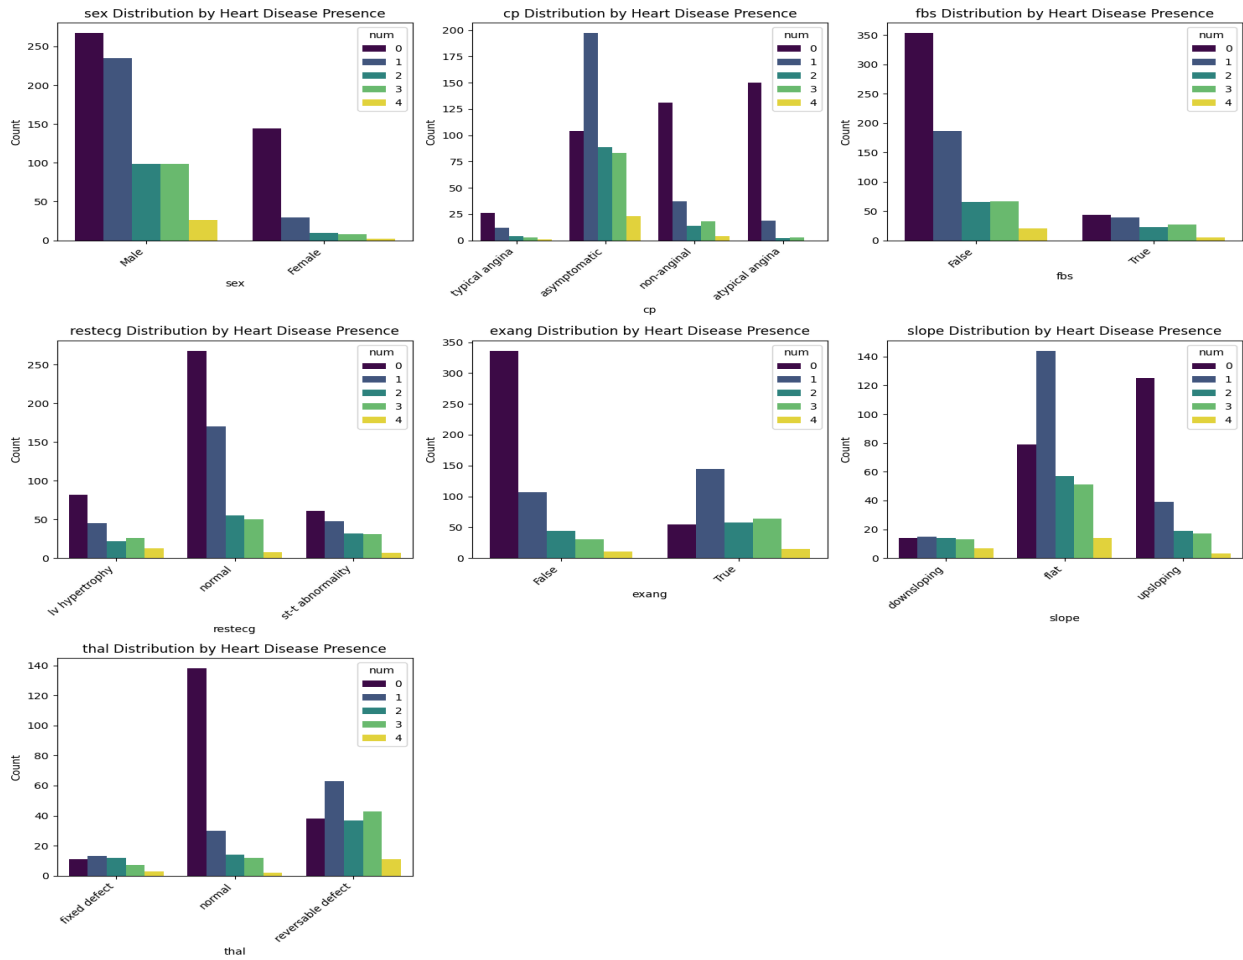 sex Distribution by Heart Disease Presence
Count
250
200
150
100
50
0
num
0
1
2
3
4
Male
Female
sex
cp Distribution by Heart Disease Presence
Count
200
175
150
125
100
75
50
25
0
num
0
1
2
3
4
typical angina
asymptomatic
non-anginal
atypical angina
cp
fbs Distribution by Heart Disease Presence
Count
350
300
250
200
150
100
50
0
num
0
1
2
3
4
False
True
fbs
restecg Distribution by Heart Disease Presence
Count
250
200
150
100
50
0
num
0
1
2
3
4
lv hypertrophy
normal
st-t abnormality
restecg
exang Distribution by Heart Disease Presence
Count
350
300
250
200
150
100
50
0
num
0
1
2
3
4
False
True
exang
slope Distribution by Heart Disease Presence
Count
140
120
100
80
60
40
20
0
num
0
1
2
3
4
downsloping
flat
upsloping
slope
thal Distribution by Heart Disease Presence
Count
140
120
100
80
60
40
20
0
num
0
1
2
3
4
fixed defect
normal
reversable defect
thal